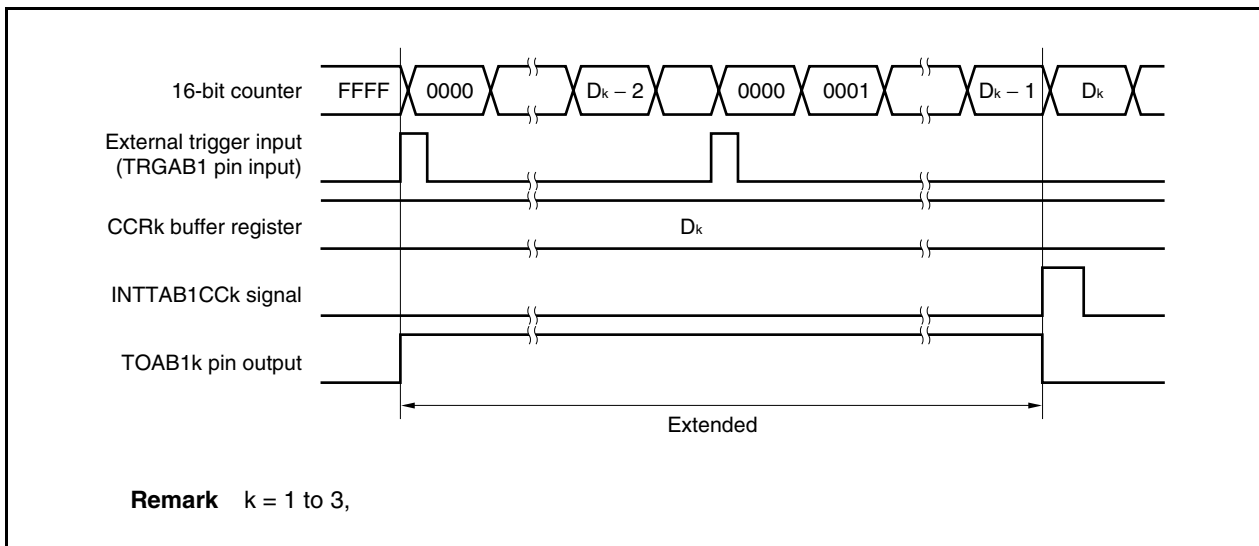 16-bit counter FFFF 0000 Dk − 2 0000 0001 Dk − 1 Dk
External trigger input
(TRGAB1 pin input)
CCRk buffer register Dk
INTTAB1CCk signal
TOAB1k pin output
Extended
Remark k = 1 to 3,